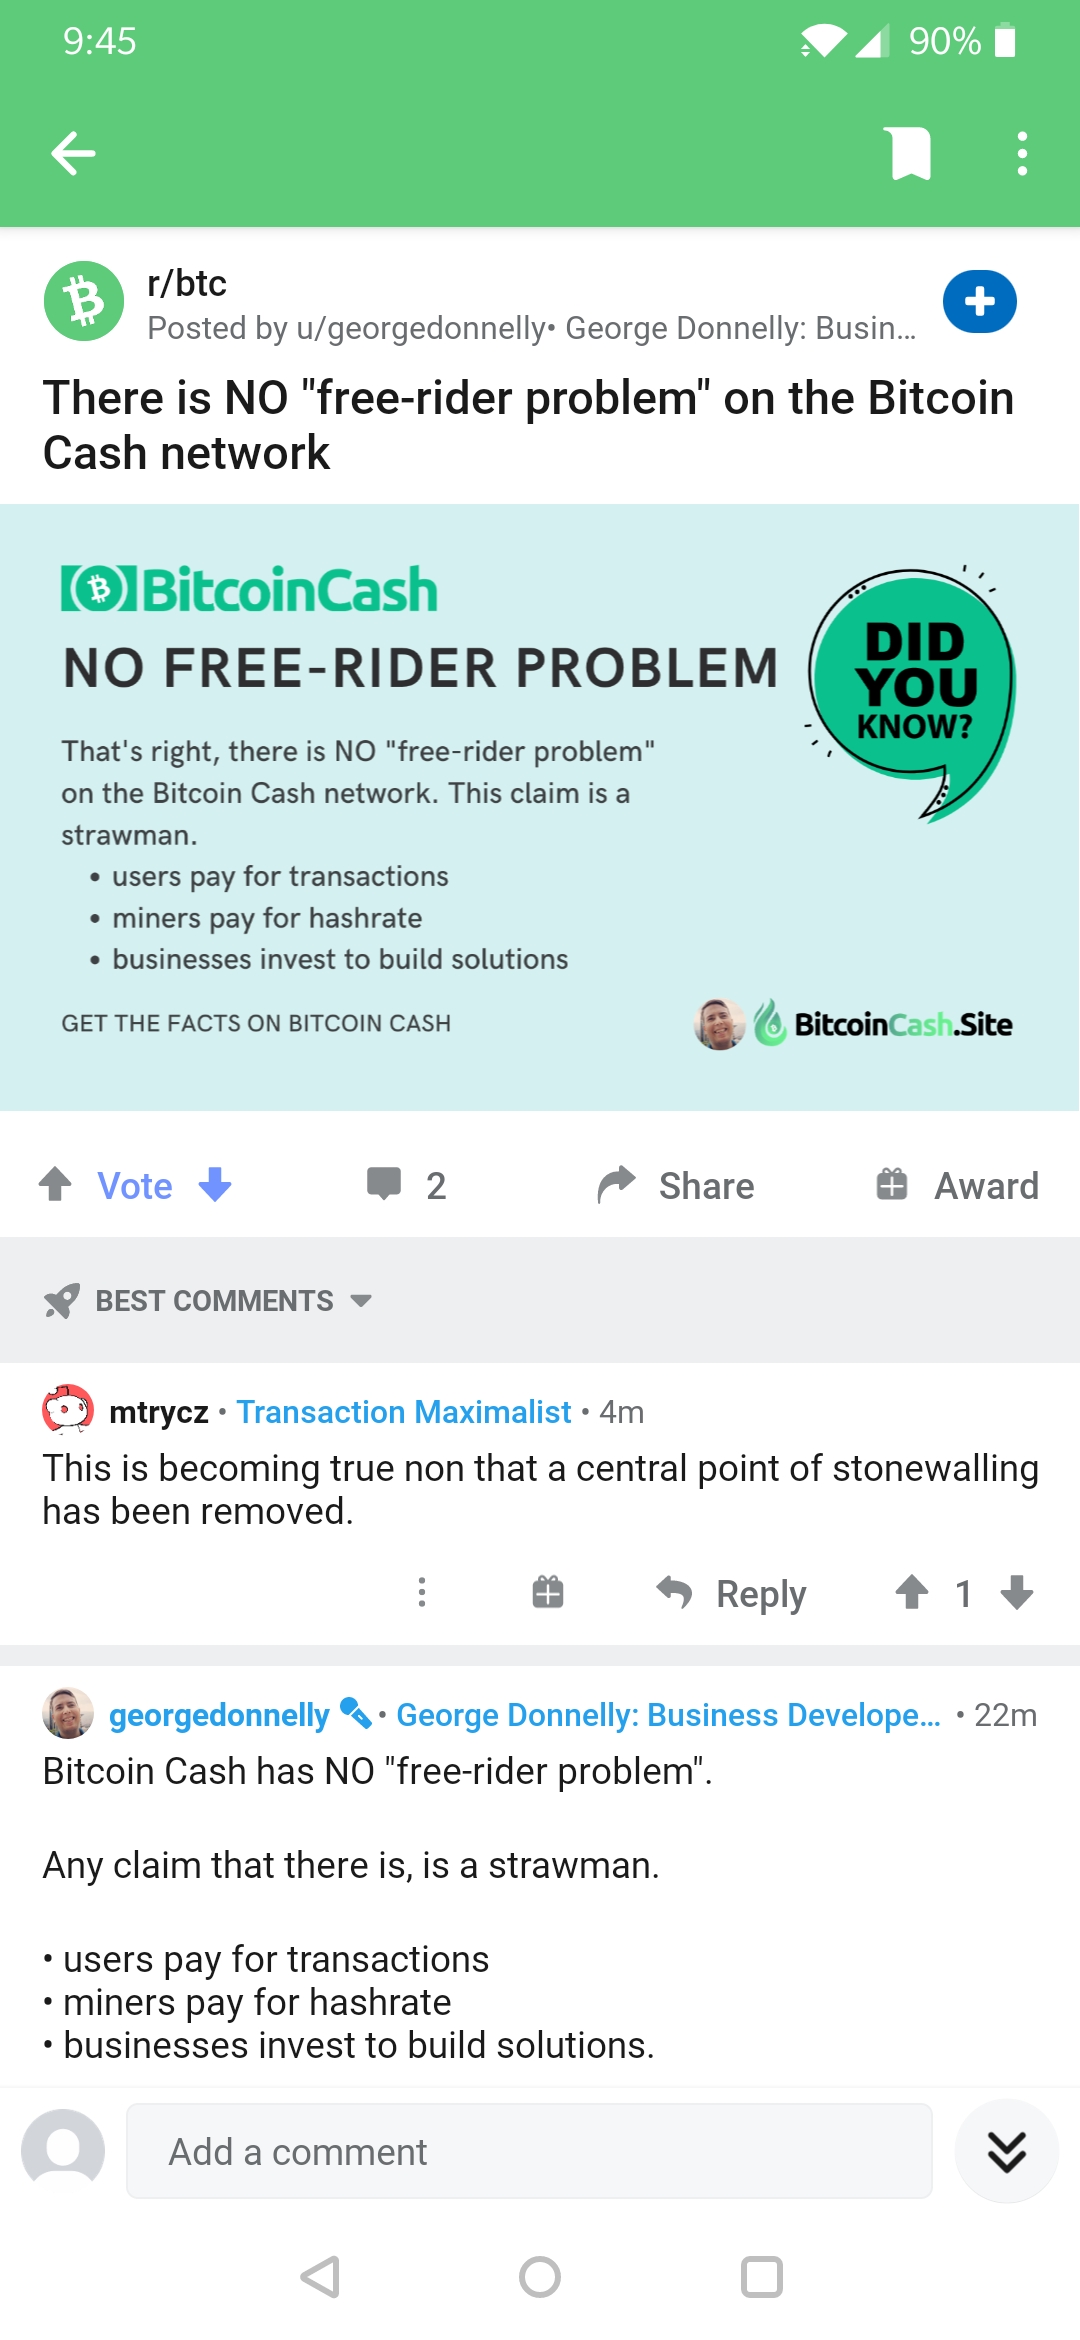 9:45
90%
r/btc
Posted by u/georgedonnelly• George Donnelly: Busin...
There is NO "free-rider problem" on the Bitcoin
Cash network
BitcoinCash
NO FREE-RIDER PROBLEM
DID
YOU
KNOW?
That's right, there is NO "free-rider problem"
on the Bitcoin Cash network. This claim is a
strawman.
• users pay for transactions
• miners pay for hashrate
• businesses invest to build solutions
GET THE FACTS ON BITCOIN CASH
BitcoinCash.Site
Vote
2
Share
Award
BEST COMMENTS
mtrycz • Transaction Maximalist • 4m
This is becoming true non that a central point of stonewalling
has been removed.
Reply
1
georgedonnelly • George Donnelly: Business Develope... • 22m
Bitcoin Cash has NO "free-rider problem".
Any claim that there is, is a strawman.
• users pay for transactions
• miners pay for hashrate
• businesses invest to build solutions.
Add a comment